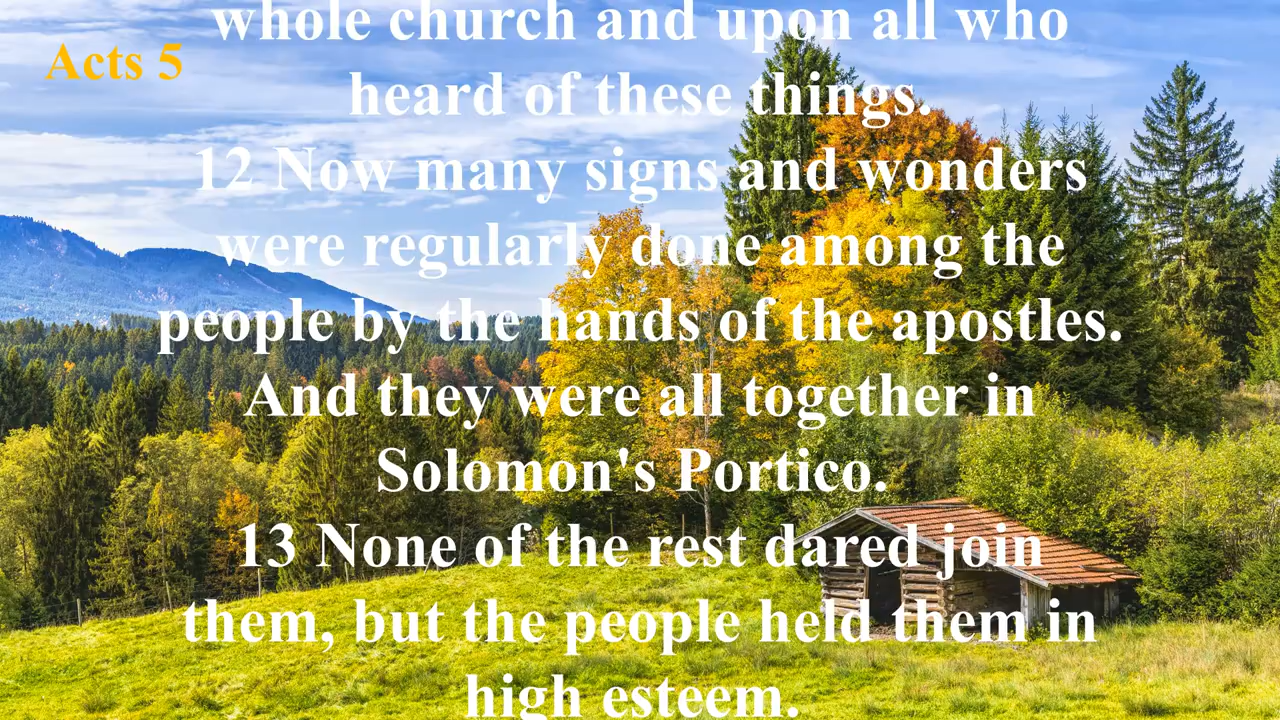 whole church and upon all who
Acts 5
heard of these things.
12 Now many signs and wonders
were regularly done among the
people by the hands of the apostles.
And they were all together in
Solomon's Portico.
13 None of the rest dared join
them, but the people held them in
high esteem.